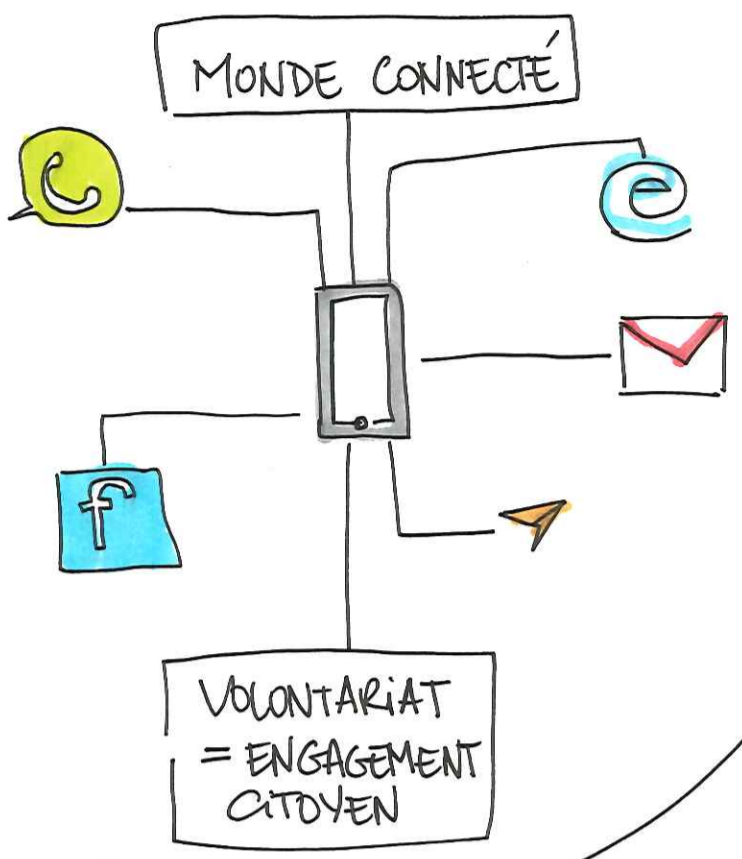 MONDE CONNECTÉ
e
f
VOLONTARIAT
= ENGAGEMENT
CITOYEN